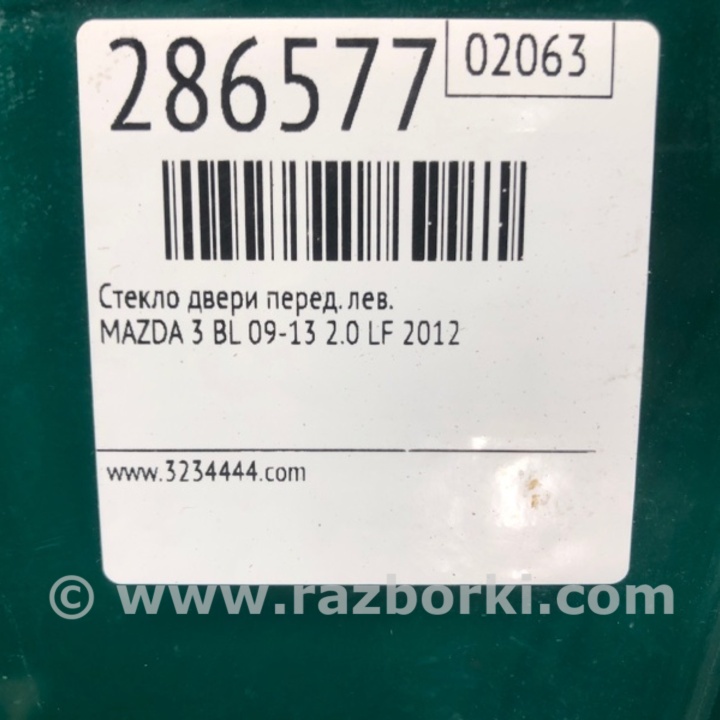 286577
02063
Стекло двери перед. лев.
MAZDA 3 BL 09-13 2.0 LF 2012
www.3234444.com
© www.razborki.com